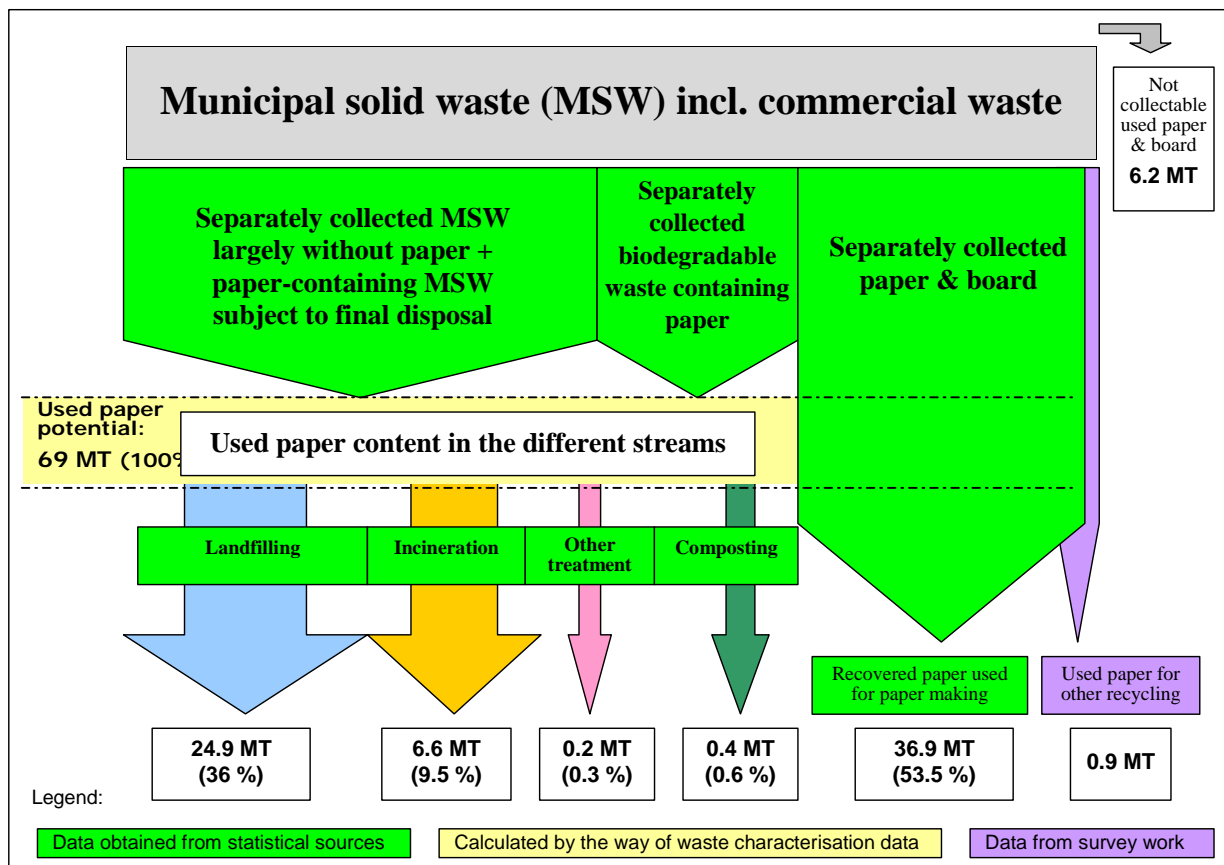 Municipal solid waste (MSW) incl. commercial waste
Not
collectable
used paper
& board
6.2 MT
Separately collected MSW
largely without paper +
paper-containing MSW
subject to final disposal
Separately
collected
biodegradable
waste containing
paper
Separately collected
paper & board
Used paper
potential:
69 MT (100%
Used paper content in the different streams
Landfilling
Incineration
Other
treatment
Composting
Recovered paper used
for paper making
Used paper for
other recycling
24.9 MT
(36 %)
6.6 MT
(9.5 %)
0.2 MT
(0.3 %)
0.4 MT
(0.6 %)
36.9 MT
(53.5 %)
0.9 MT
Legend:
Data obtained from statistical sources
Calculated by the way of waste characterisation data
Data from survey work